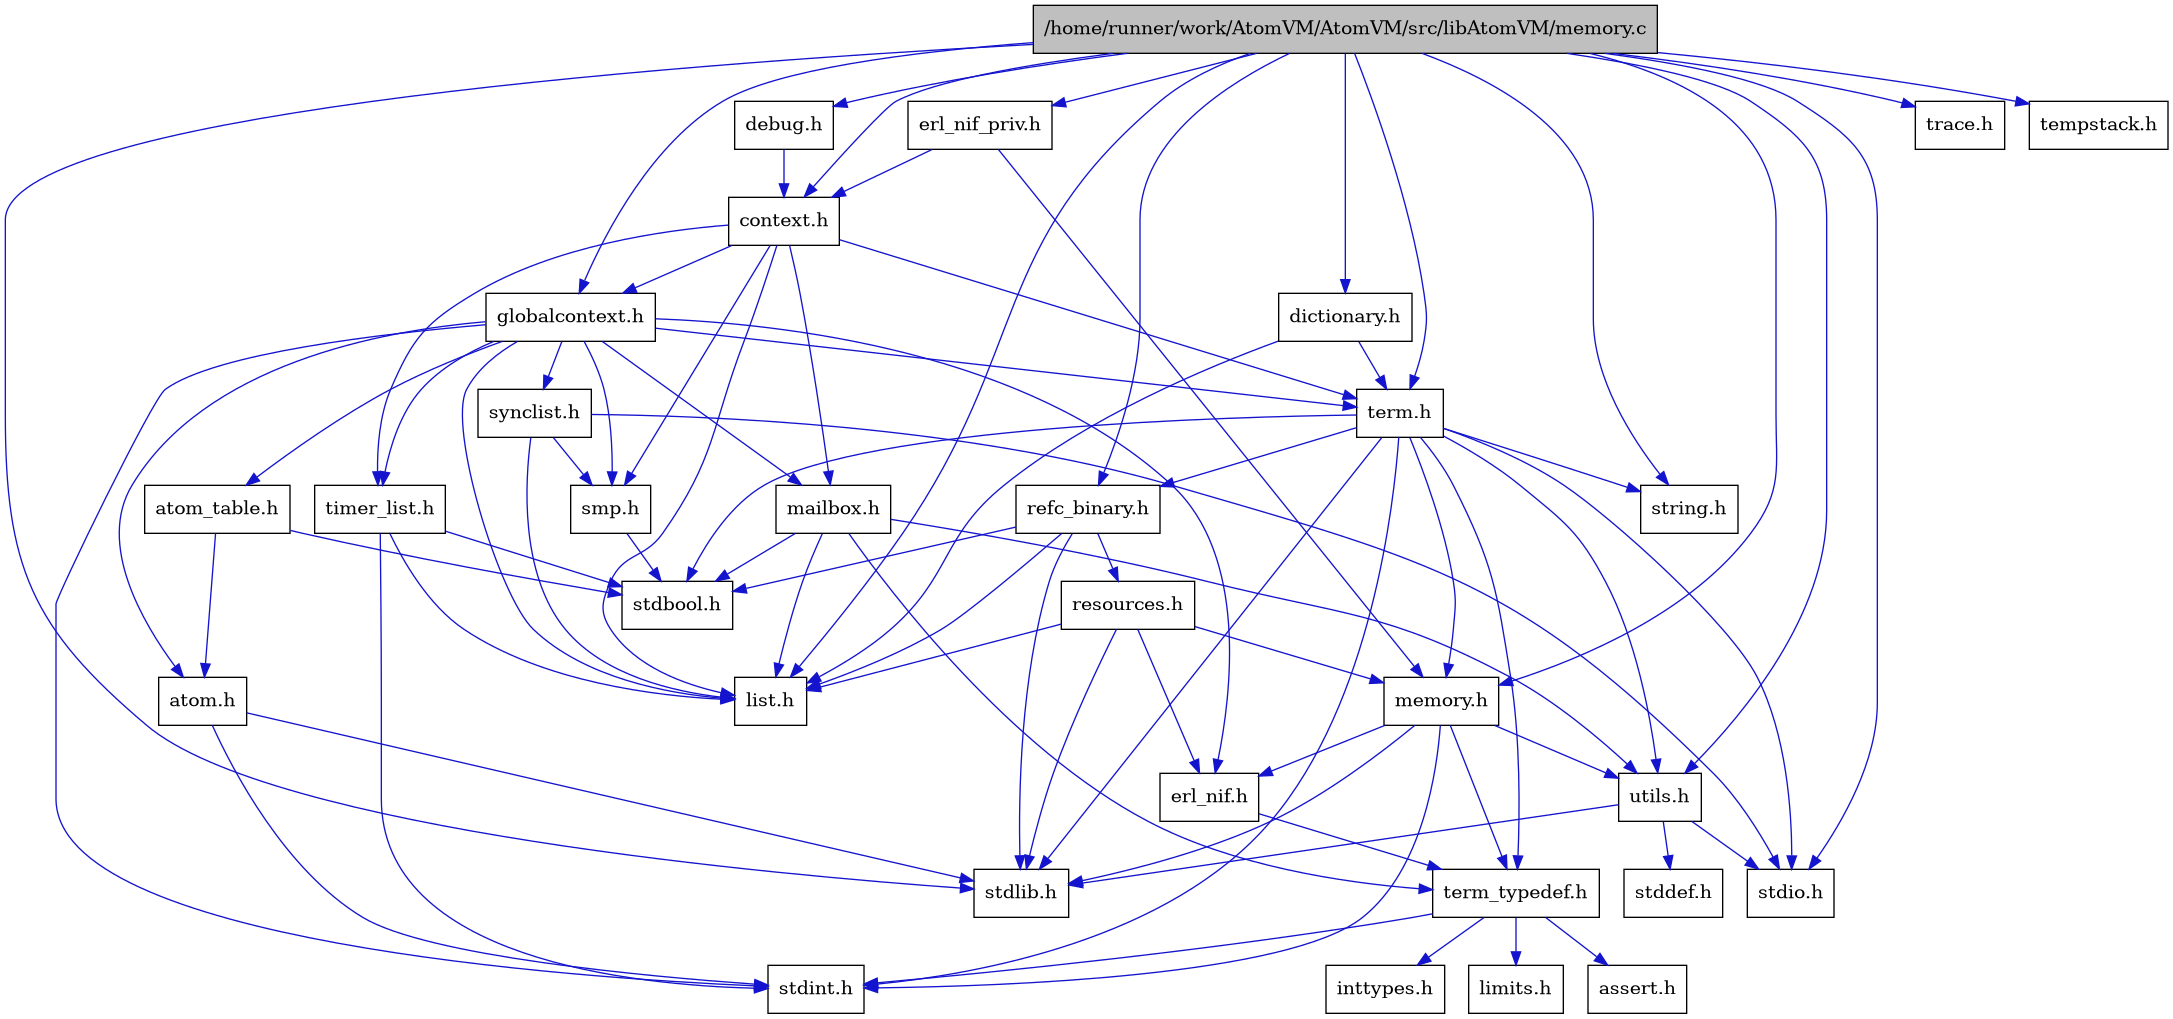 /home/runner/work/AtomVM/AtomVM/src/libAtomVM/memory.c
debug.h
erl_nif_priv.h
trace.h
tempstack.h
context.h
globalcontext.h
dictionary.h
synclist.h
term.h
atom_table.h
timer_list.h
smp.h
mailbox.h
refc_binary.h
string.h
stdbool.h
resources.h
atom.h
list.h
memory.h
erl_nif.h
utils.h
stdlib.h
term_typedef.h
stddef.h
stdio.h
stdint.h
inttypes.h
limits.h
assert.h